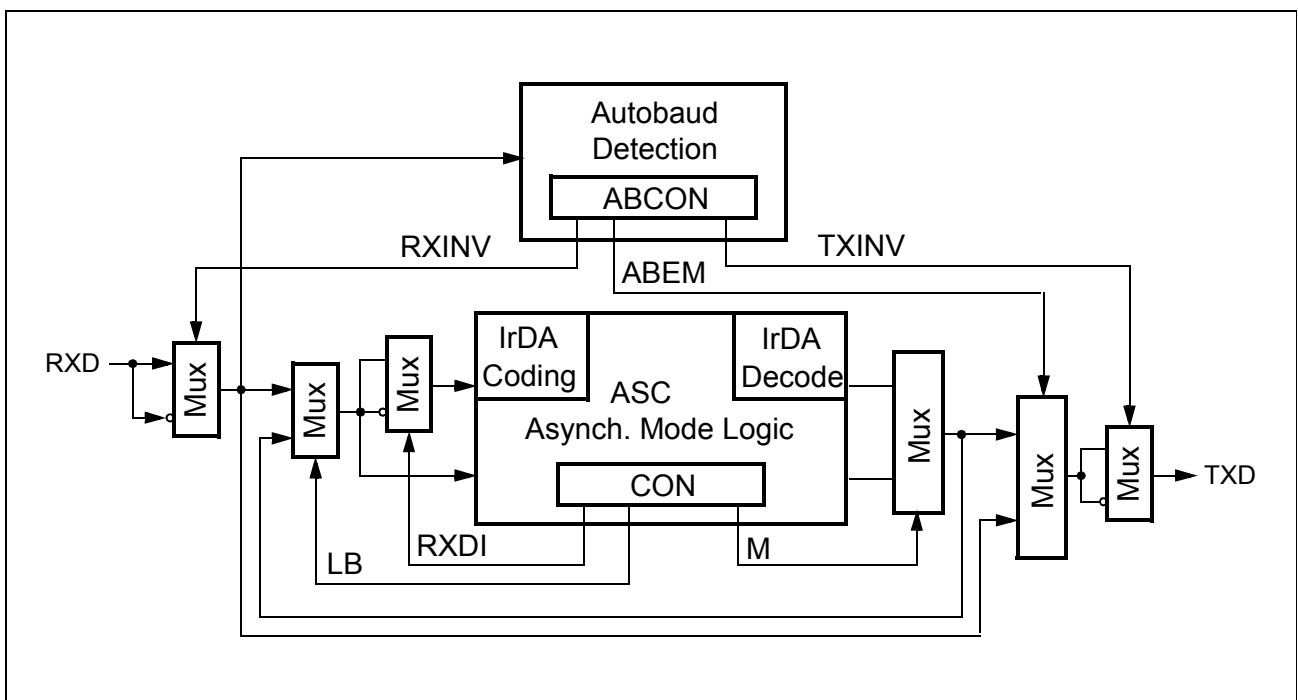 Autobaud
Detection
ABCON
RXINV
TXINV
ABEM
IrDA
Coding
IrDA
Decode
RXD
Mux
Mux
Mux
ASC
Asynch. Mode Logic
Mux
Mux
Mux
TXD
CON
RXDI
M
LB